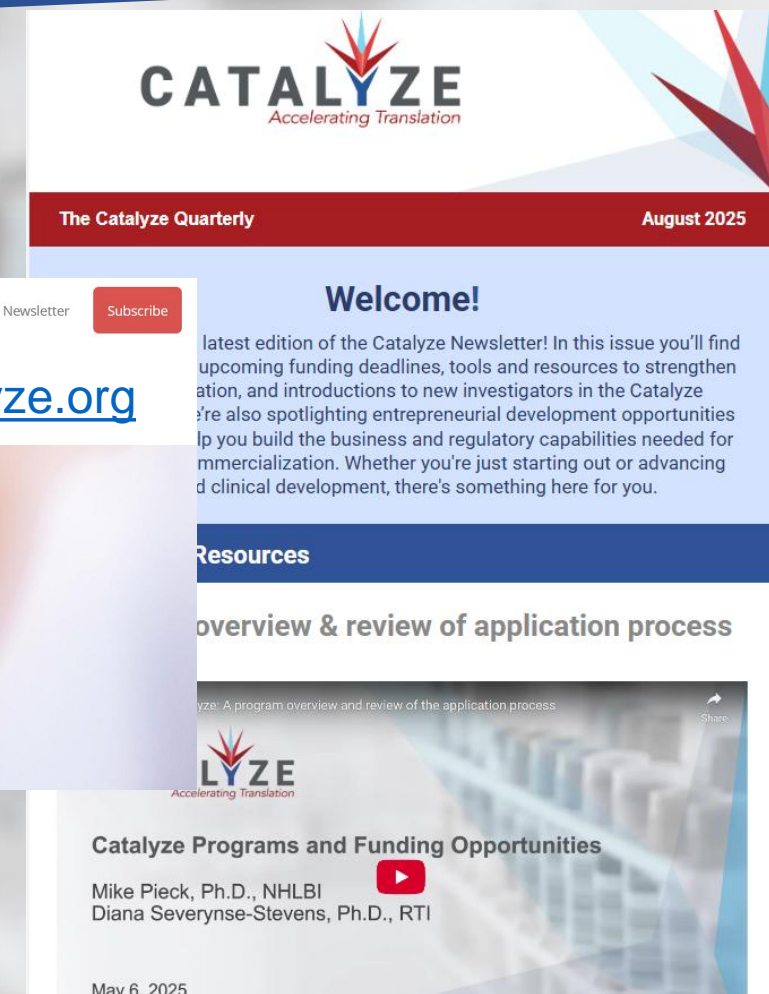 CATALYZE
Accelerating Translation
The Catalyze Quarterly August 2025
Welcome!
Newsletter Subscribe
latest edition of the Catalyze Newsletter! In this issue you'll find
upcoming funding deadlines, tools and resources to strengthen
and introductions to new investigators in the Catalyze
also spotlighting entrepreneurial development opportunities
you build the business and regulatory capabilities needed for
Whether you're just starting out or advancing
clinical development, there's something here for you.
ze.org
Resources
overview & review of application process
yze: A program overview and review of the application process
Share
LYZE
Accelerating Translation
Catalyze Programs and Funding Opportunities
Mike Pieck, Ph.D., NHLBI
Diana Severynse-Stevens, Ph.D., RTI
May 6, 2025